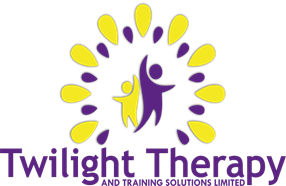 Twilight Therapy
AND TRAINING SOLUTIONS LIMITED